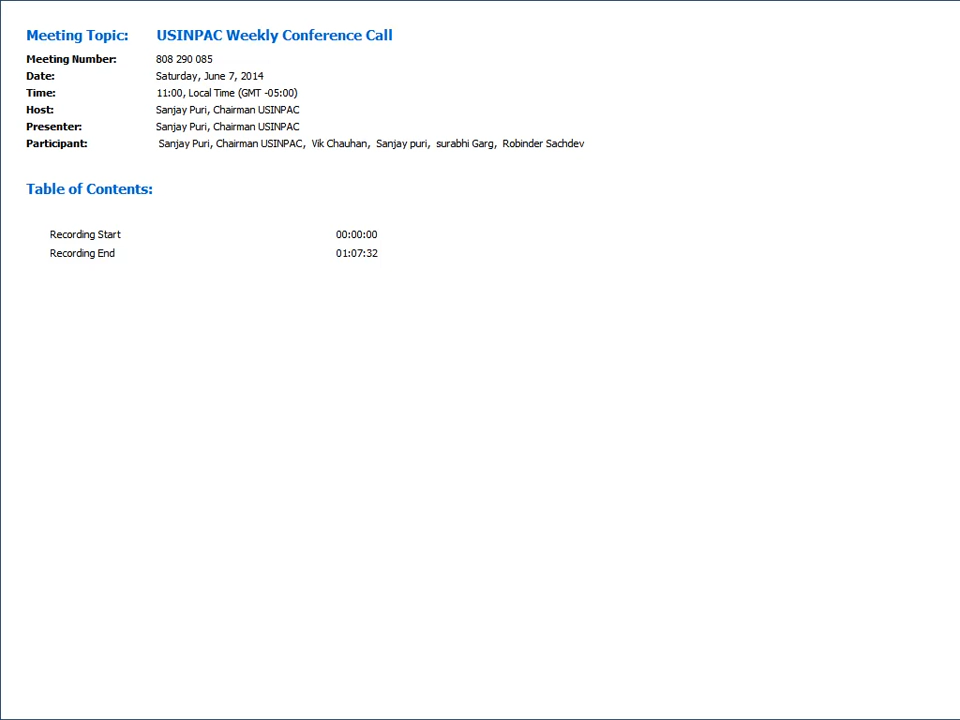 Meeting Topic: USINPAC Weekly Conference Call
Meeting Number: 808 290 085
Date: Saturday, June 7, 2014
Time: 11:00, Local Time (GMT -05:00)
Host: Sanjay Puri, Chairman USINPAC
Presenter: Sanjay Puri, Chairman USINPAC
Participant: Sanjay Puri, Chairman USINPAC, Vik Chauhan, Sanjay puri, surabhi Garg, Robinder Sachdev
Table of Contents:
Recording Start 00:00:00
Recording End 01:07:32